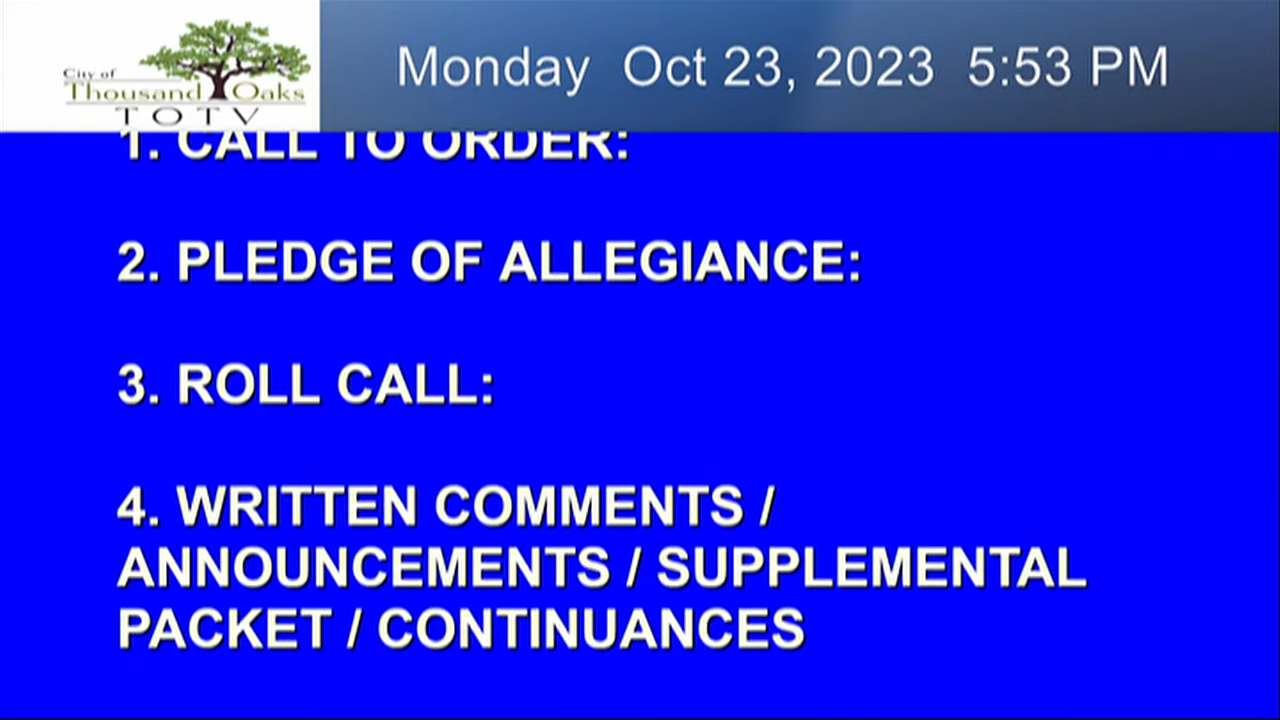 City of
Thousand Oaks
TOTV
Monday Oct 23, 2023 5:53 PM
1. CALL TO ORDER:
2. PLEDGE OF ALLEGIANCE:
3. ROLL CALL:
4. WRITTEN COMMENTS /
ANNOUNCEMENTS / SUPPLEMENTAL
PACKET / CONTINUANCES